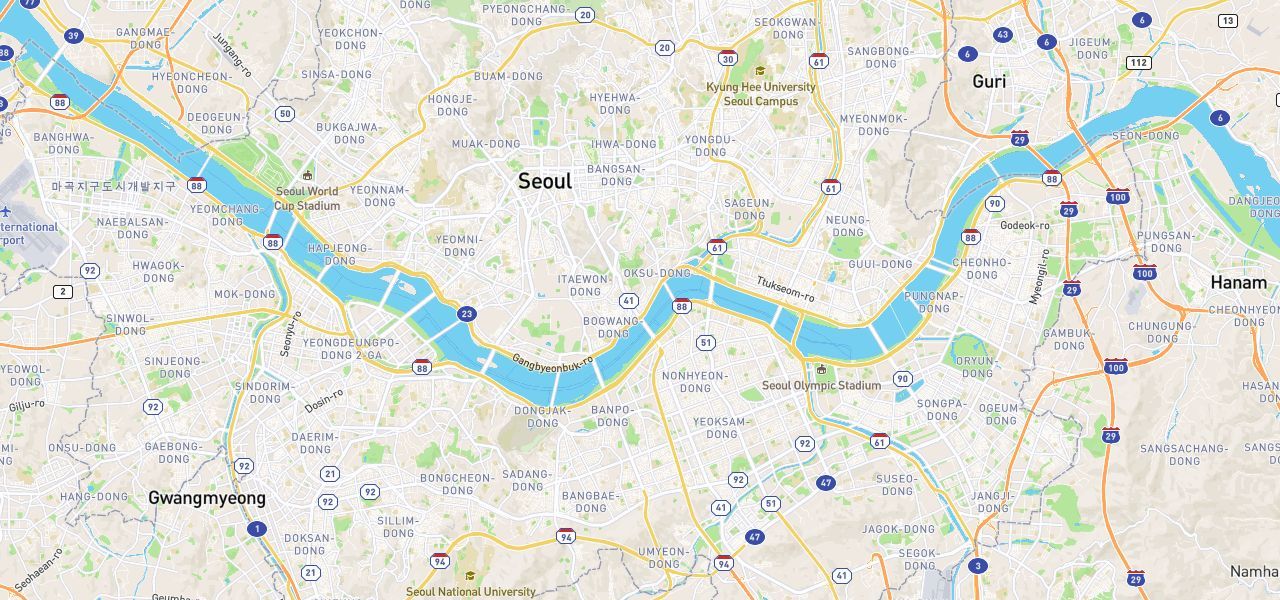 77
PYEONGCHANG-
DONG
20
SEOKGWAN-
DONG
6
13
39
GANGMAE-
DONG
YEOKCHON-
DONG
20
30
61
SANGBONG-
DONG
6
43
6
JIGEUM-
DONG
112
88
Jungang-ro
HYEONCHEON-
DONG
SINSA-DONG
BUAM-DONG
Kyung Hee University
Seoul Campus
Guri
88
50
HONGJE-
DONG
HYEHWA-
DONG
DEOGEUN-
DONG
BUKGAJWA-
DONG
MYEONMOK-
DONG
6
BANGHWA-
DONG
MUAK-DONG
IHWA-DONG
YONGDU-
DONG
29
SEON-DONG
마곡지구도시개발지구
88
Seoul World
Cup Stadium
YEONNAM-
DONG
Seoul
BANGSAN-
DONG
61
88
100
29
90
DANGJEO
DONG
YEOMCHANG-
DONG
SAGEUN-
DONG
NEUNG-
DONG
Godeok-ro
NAEBALSAN-
DONG
ternational
rport
88
HAPJEONG-
DONG
YEOMNI-
DONG
61
88
PUNGSAN-
DONG
HWAGOK-
DONG
92
OKSU-DONG
GUUI-DONG
CHEONHO-
DONG
100
Myeongil-ro
Hanam
2
MOK-DONG
ITAEWON-
DONG
41
88
Ttukseom-ro
PUNGNAP-
DONG
29
SINWOL-
DONG
Seonyu-ro
23
BOGWANG-
DONG
CHEONHYEON
DONG
YEONGDEUNGPO-
DONG 2-GA
51
GAMBUK-
DONG
CHUNGUNG-
DONG
SINJEONG-
DONG
88
Gangbyeonbuk-ro
NONHYEON-
DONG
Seoul Olympic Stadium
90
ORYUN-
DONG
100
YEOWOL-
DONG
SINDORIM-
DONG
HASAN
DONG
Gilju-ro
92
Dosin-ro
DONGJAK-
DONG
BANPO-
DONG
YEOKSAM-
DONG
SONGPA-
DONG
OGEUM-
DONG
DAERIM-
DONG
92
61
29
ONSU-DONG
GAEBONG-
DONG
92
21
SADANG-
DONG
92
SANGSACHANG-
DONG
MI-
DONG
BONGCHEON-
DONG
92
47
SUSEO-
DONG
HANG-DONG
Gwangmyeong
92
BANGBAE-
DONG
41
51
JANGJI-
DONG
1
SILLIM-
DONG
JAGOK-DONG
DOKSAN-
DONG
94
47
UMYEON-
DONG
94
94
SEGOK-
DONG
3
Seohaean-ro
21
41
29
Namha
Seoul National University
Geumha-ro